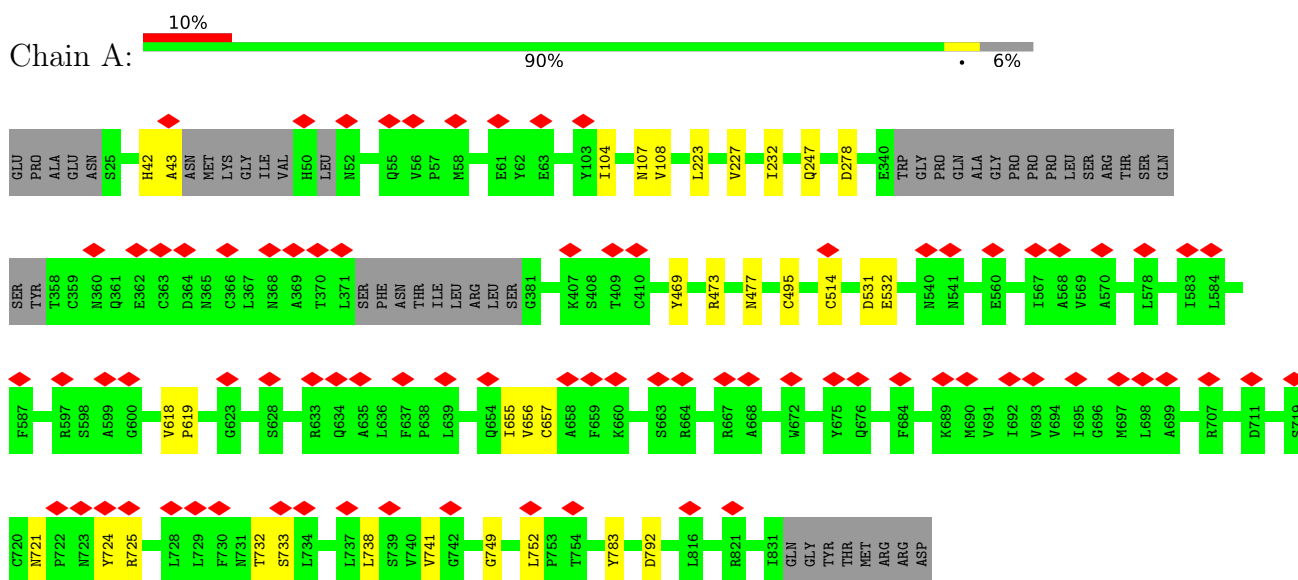 10%
Chain A:
90% • 6%
GLU PRO ALA GLU ASN S25 H42 A43 ASN MET LYS GLY ILE VAL H50 LEU N52 Q55 V56 P57 M58 E61 Y62 E63 Y103 I104 N107 V108 L223 V227 I232 Q247 D278 E340 TRP GLY PRO GLN ALA GLY PRO PRO PRO LEU SER ARG THR SER GLN
SER TYR T358 C359 N360 Q361 E362 C363 D364 N365 C366 L367 N368 A369 T370 L371 SER PHE ASN THR ILE LEU ARG LEU SER G381 K407 S408 T409 C410 Y469 R473 N477 C495 C514 D531 E532 N540 N541 E560 I567 A568 V569 A570 L578 I583 L584
F587 R597 S598 A599 G600 V618 P619 G623 S628 R633 Q634 A635 L636 F637 P638 L639 Q654 I655 V656 C657 A658 F659 K660 S663 R664 R667 A668 W672 Y675 Q676 F684 K689 M690 V691 I692 V693 V694 I695 G696 M697 L698 A699 R707 D711 S719
C720 N721 P722 N723 Y724 R725 L728 L729 F730 N731 T732 S733 L734 L737 L738 S739 V740 V741 G742 G749 L752 P753 T754 Y783 D792 L816 R821 I831 GLN GLY TYR THR MET ARG ARG ASP